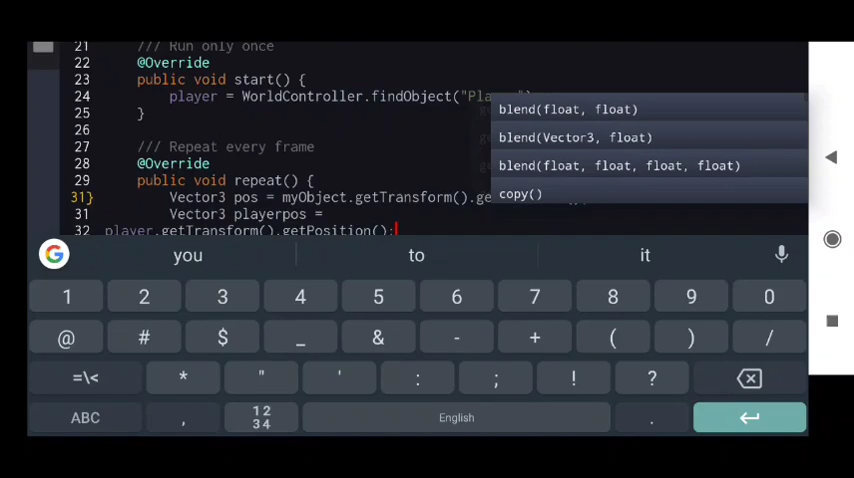 21 /// Run only once
22 @Override
23 public void start() {
24 player = WorldController.findObject("Pla
25 }
26
27 /// Repeat every frame
28 @Override
29 public void repeat() {
31} Vector3 pos = myObject.getTransform().ge
31 Vector3 playerpos =
32 player.getTransform().getPosition();
blend(float, float)
blend(Vector3, float)
blend(float, float, float, float)
copy()
G you to it
1 2 3 4 5 6 7 8 9 0
@ # $ _ & - + ( ) /
=\< * " ' : ; ! ?
ABC , 12 34 English .